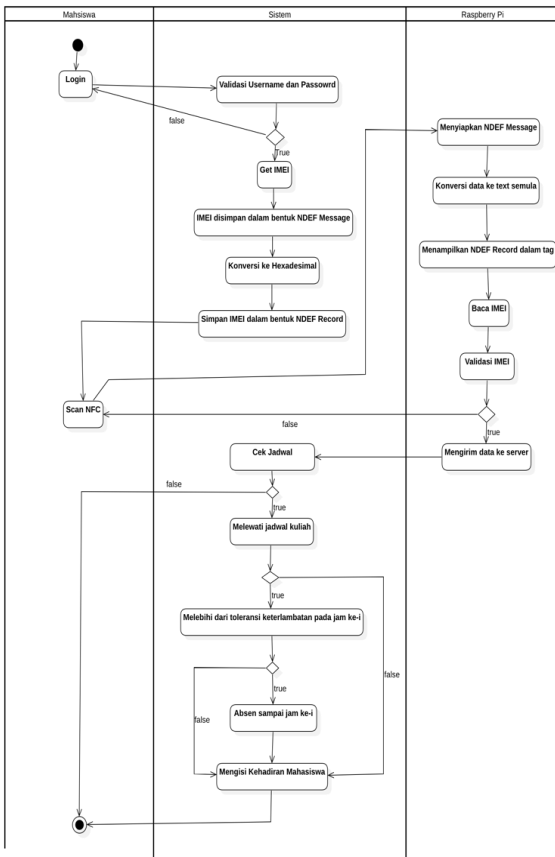 Mahsiswa
Sistem
Raspberry Pi
Login
Validasi Username dan Passowrd
false
True
Get IMEI
IMEI disimpan dalam bentuk NDEF Message
Konversi ke Hexadesimal
Simpan IMEI dalam bentuk NDEF Record
Menyiapkan NDEF Message
Konversi data ke text semula
Menampilkan NDEF Record dalam tag
Baca IMEI
Validasi IMEI
Scan NFC
false
true
Mengirim data ke server
Cek Jadwal
false
true
Melewati jadwal kuliah
true
false
Melebihi dari toleransi keterlambatan pada jam ke-i
true
false
Absen sampai jam ke-i
Mengisi Kehadiran Mahasiswa